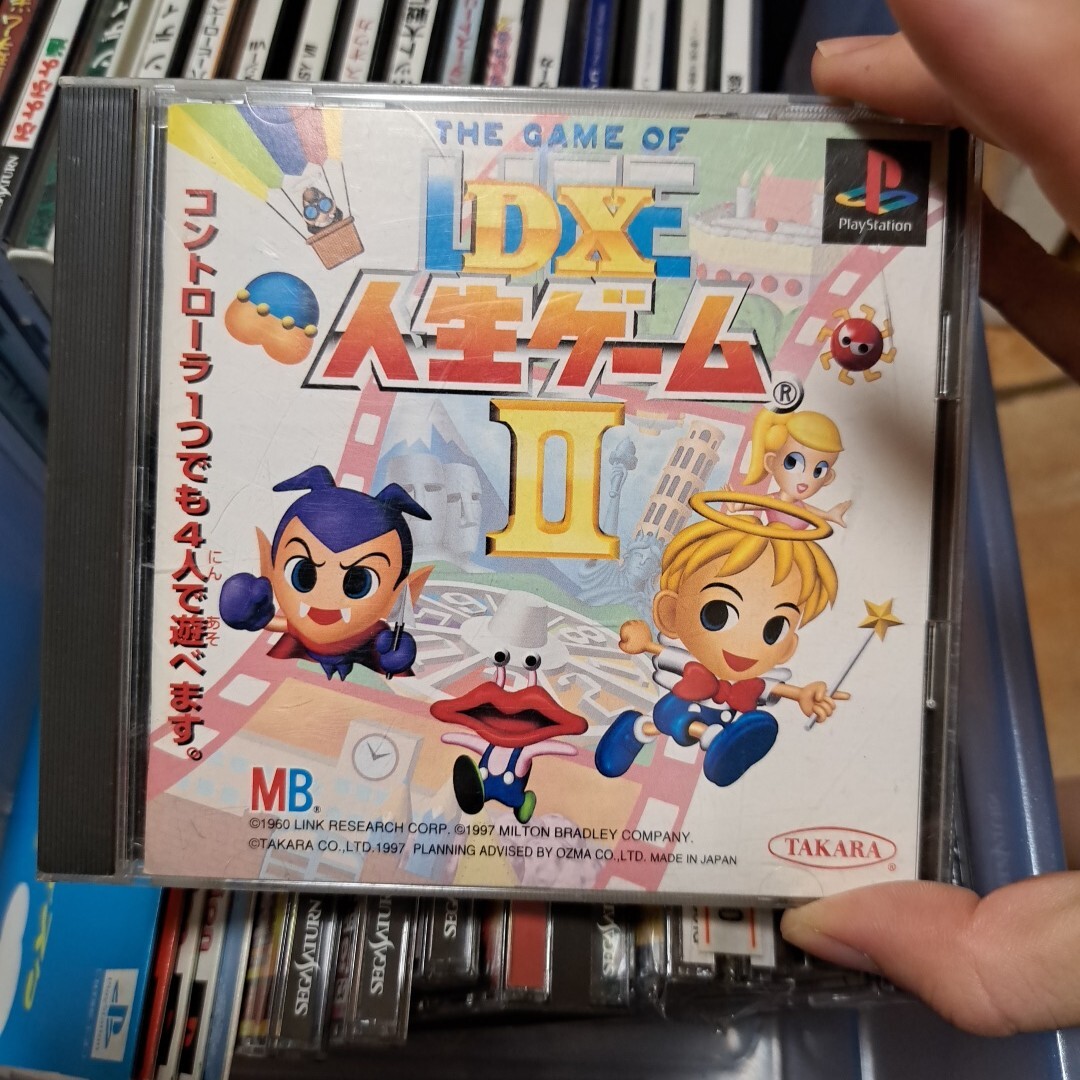 THE GAME OF
LIFE
DX
人生ゲーム®
II
PlayStation
コントローラ1つでも4人で遊べます。
にん
あそ
MB®
©1960 LINK RESEARCH CORP. ©1997 MILTON BRADLEY COMPANY.
©TAKARA CO.,LTD.1997 PLANNING ADVISED BY OZMA CO.,LTD. MADE IN JAPAN
TAKARA®
SEGA SATURN
SEGA SATURN
SEGA SATURN
SEGA SATURN